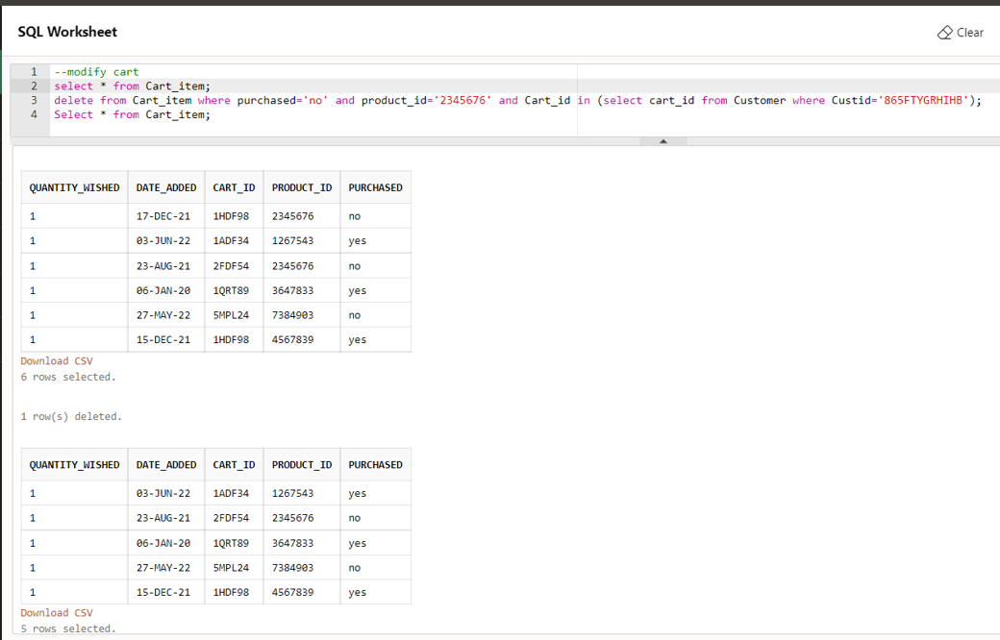 SQL Worksheet
Clear
1 --modify cart
2 select * from Cart_item;
3 delete from Cart_item where purchased='no' and product_id='2345676' and Cart_id in (select cart_id from Customer where Custid='865FTYGRHIHB');
4 Select * from Cart_item;
QUANTITY_WISHED DATE_ADDED CART_ID PRODUCT_ID PURCHASED
1 17-DEC-21 1HDF98 2345676 no
1 03-JUN-22 1ADF34 1267543 yes
1 23-AUG-21 2FDF54 2345676 no
1 06-JAN-20 1QRT89 3647833 yes
1 27-MAY-22 5MPL24 7384903 no
1 15-DEC-21 1HDF98 4567839 yes
Download CSV
6 rows selected.
1 row(s) deleted.
QUANTITY_WISHED DATE_ADDED CART_ID PRODUCT_ID PURCHASED
1 03-JUN-22 1ADF34 1267543 yes
1 23-AUG-21 2FDF54 2345676 no
1 06-JAN-20 1QRT89 3647833 yes
1 27-MAY-22 5MPL24 7384903 no
1 15-DEC-21 1HDF98 4567839 yes
Download CSV
5 rows selected.